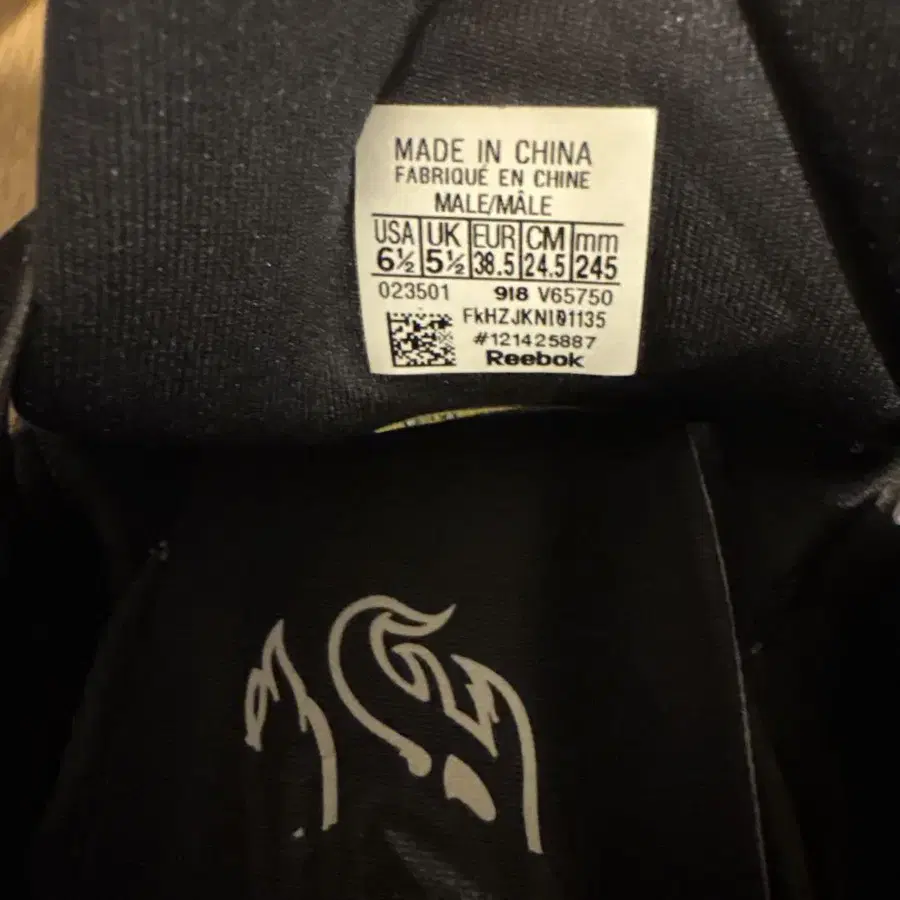 MADE IN CHINA
FABRIQUÉ EN CHINE
MALE/MÂLE
USA UK EUR CM mm
6½ 5½ 38.5 24.5 245
023501 918 V65750
FkHZJKNI01135
#121425887
Reebok